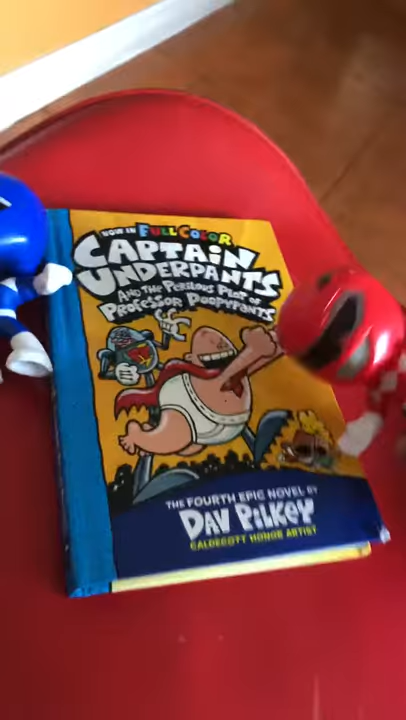 NOW IN FULL COLOR
CAPTAIN
UNDERPANTS
AND THE PERILOUS PLOT OF
PROFESSOR POOPYPANTS
THE FOURTH EPIC NOVEL BY
DAV PILKEY
CALDECOTT HONOR ARTIST